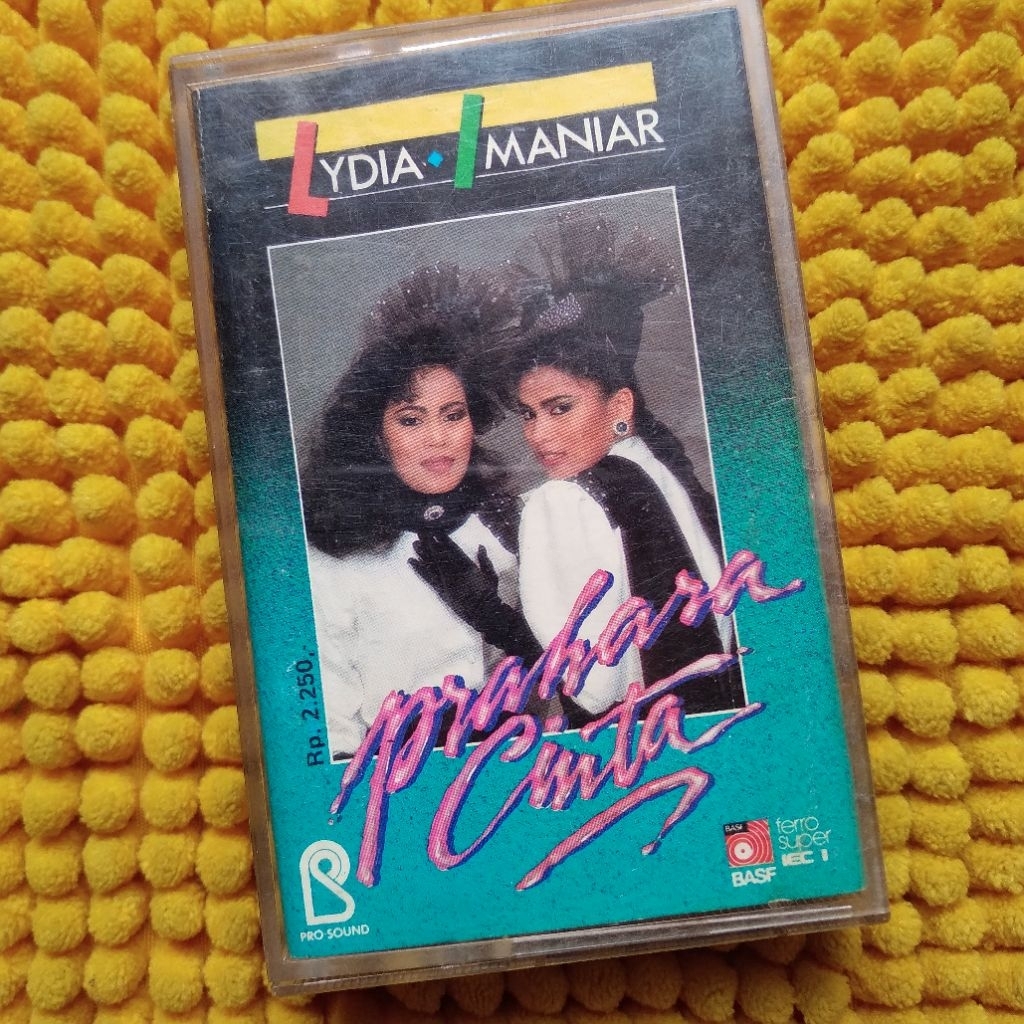 LYDIA • IMANIAR
Rp. 2.250,-
prahara
Cinta
PRO-SOUND
BASF
BASF
ferro
super
IEC I